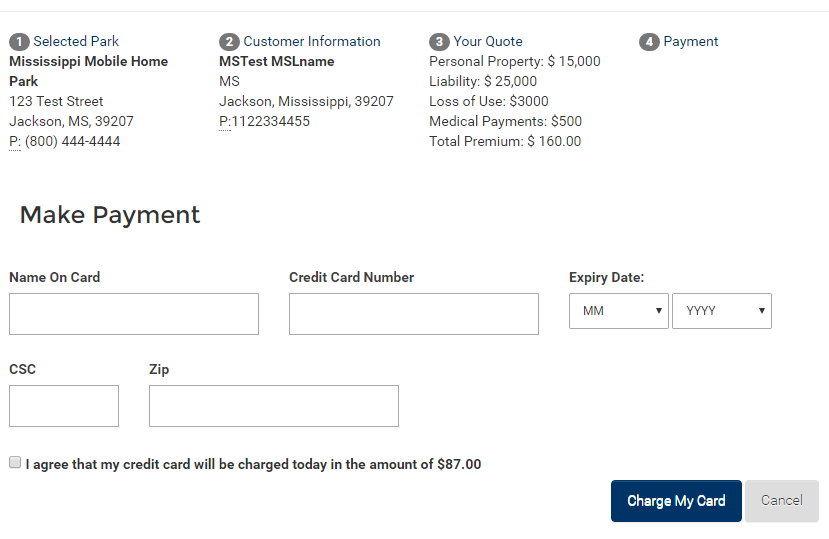 1 Selected Park
Mississippi Mobile Home
Park
123 Test Street
Jackson, MS, 39207
P: (800) 444-4444
2 Customer Information
MSTest MSLname
MS
Jackson, Mississippi, 39207
P:1122334455
3 Your Quote
Personal Property: $ 15,000
Liability: $ 25,000
Loss of Use: $3000
Medical Payments: $500
Total Premium: $ 160.00
4 Payment
Make Payment
Name On Card
Credit Card Number
Expiry Date:
MM
YYYY
CSC
Zip
I agree that my credit card will be charged today in the amount of $87.00
Charge My Card
Cancel